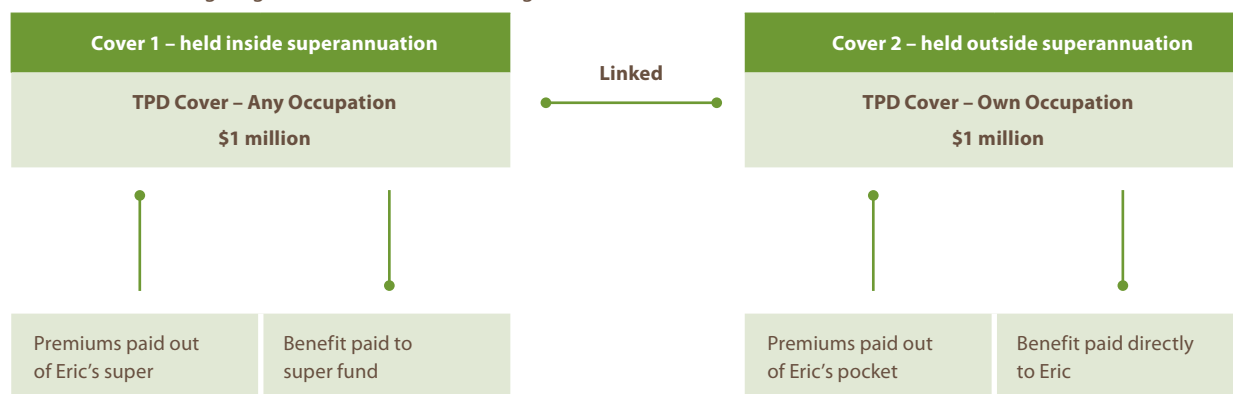 Cover 1 – held inside superannuation
TPD Cover – Any Occupation
$1 million
Linked
Cover 2 – held outside superannuation
TPD Cover – Own Occupation
$1 million
Premiums paid out
of Eric’s super
Benefit paid to
super fund
Premiums paid out
of Eric’s pocket
Benefit paid directly
to Eric